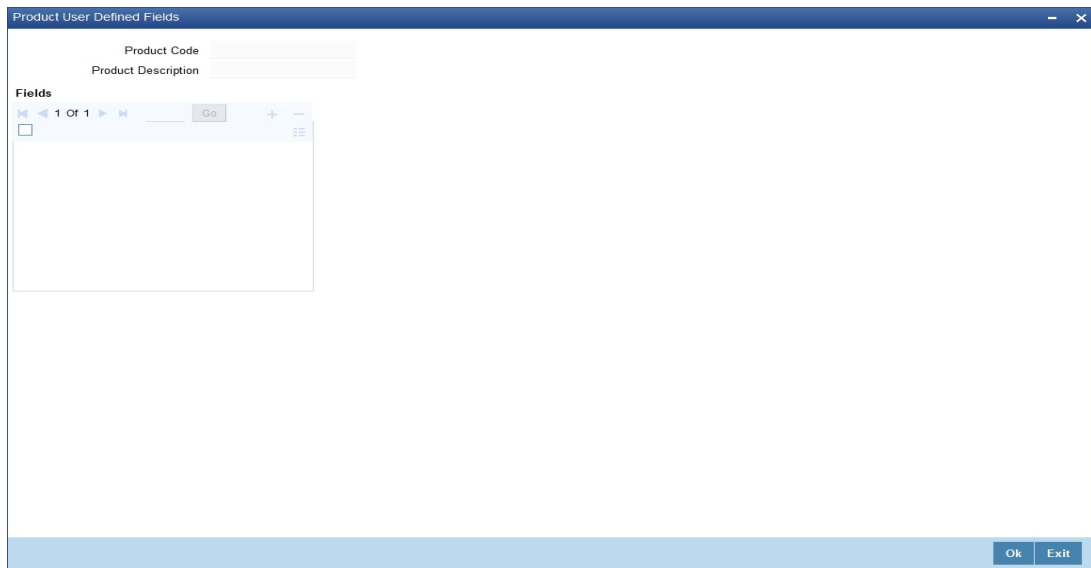 Product User Defined Fields
Product Code
Product Description
Fields
1 Of 1 Go
Ok Exit